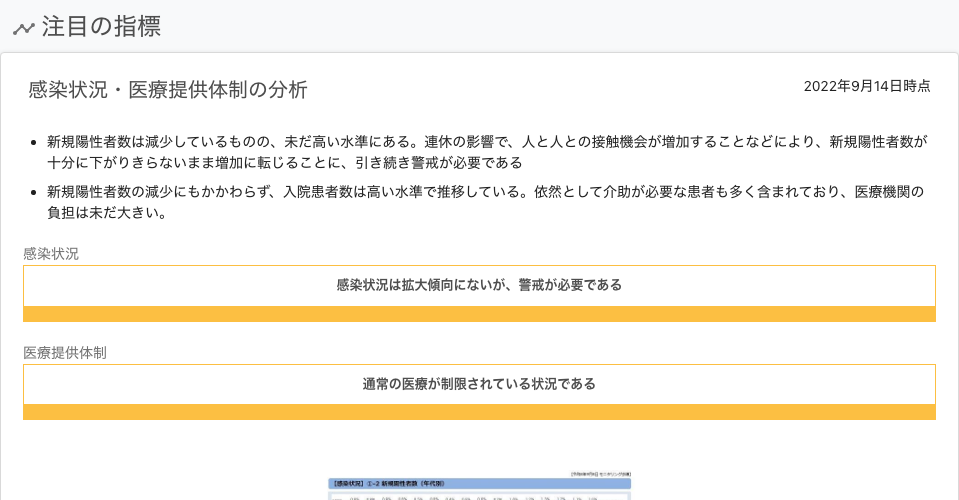 注目の指標
感染状況・医療提供体制の分析
2022年9月14日時点
新規陽性者数は減少しているものの、未だ高い水準にある。連休の影響で、人と人との接触機会が増加することなどにより、新規陽性者数が
十分に下がりきらないまま増加に転じることに、引き続き警戒が必要である
新規陽性者数の減少にもかかわらず、入院患者数は高い水準で推移している。依然として介助が必要な患者も多く含まれており、医療機関の
負担は未だ大きい。
感染状況
感染状況は拡大傾向にないが、警戒が必要である
医療提供体制
通常の医療が制限されている状況である
【感染状況】①-2 新規陽性者数（年代別）